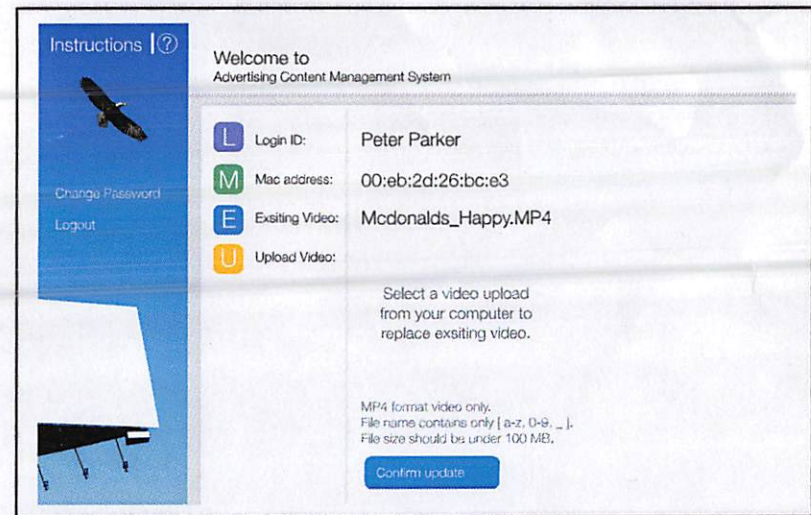 Instructions | ?
Welcome to
Advertising Content Management System
L Login ID: Peter Parker
M Mac address: 00:eb:2d:26:bc:e3
Change Password
E Exsiting Video: Mcdonalds_Happy.MP4
Logout
U Upload Video:
Select a video upload
from your computer to
replace exsiting video.
MP4 format video only.
File name contains only [ a-z, 0-9, _ ].
File size should be under 100 MB.
Confirm update